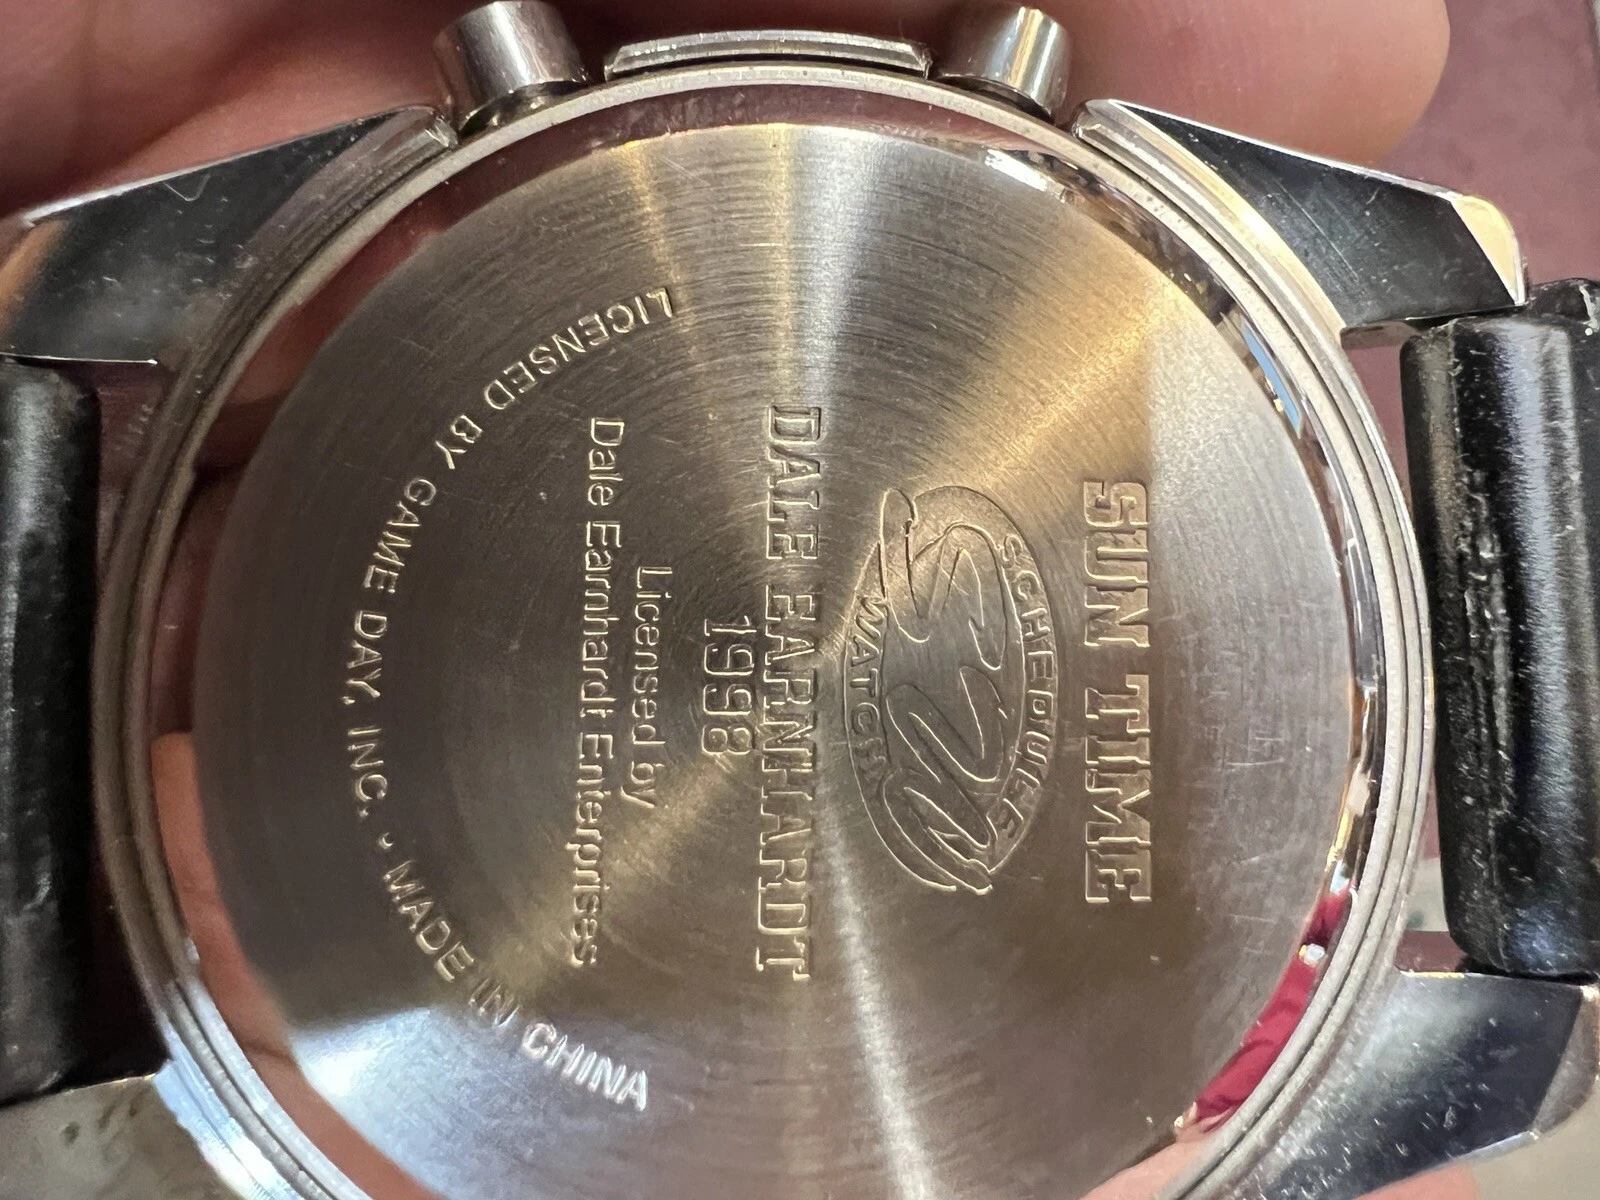 SUN TIME
SCHEDULE
WATCH
DALE EARNHARDT
1998
Licensed by
Dale Earnhardt Enterprises
LICENSED BY GAME DAY, INC. • MADE IN CHINA